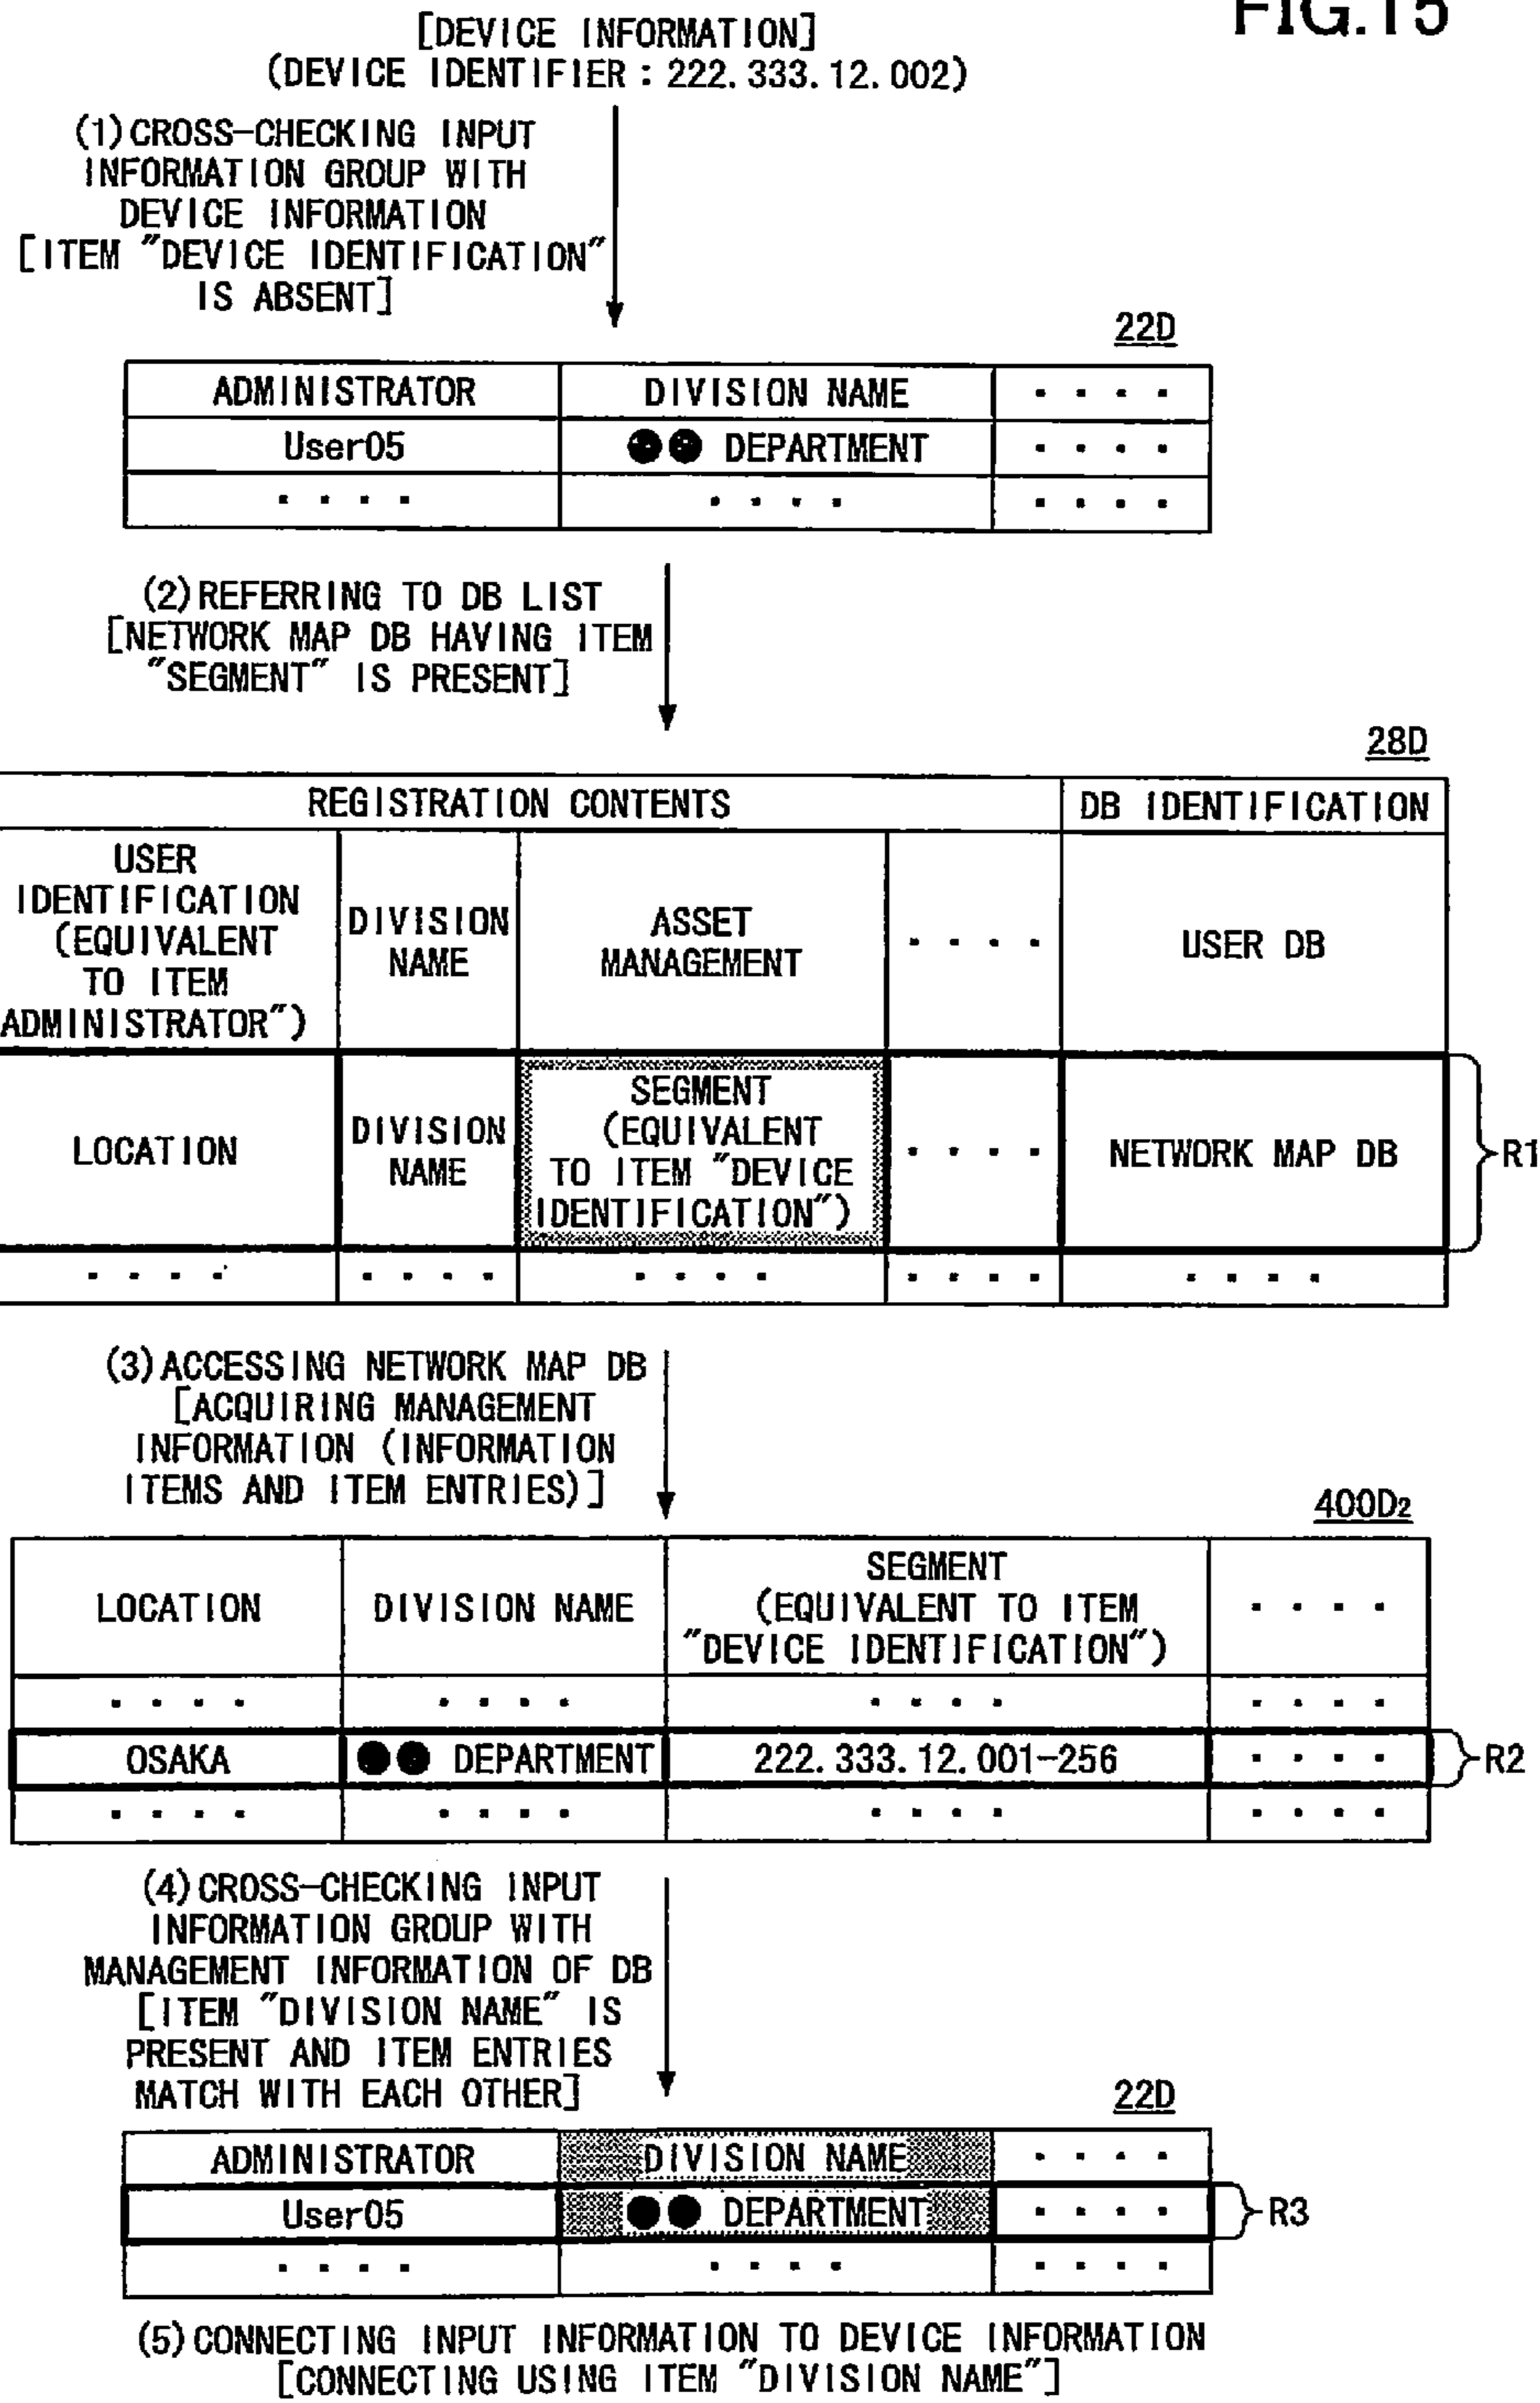 FIG.15
[DEVICE INFORMATION]
(DEVICE IDENTIFIER : 222. 333. 12. 002)
(1) CROSS-CHECKING INPUT
INFORMATION GROUP WITH
DEVICE INFORMATION
[ITEM "DEVICE IDENTIFICATION"
IS ABSENT]
22D
ADMINISTRATOR DIVISION NAME . . . .
User05 ●● DEPARTMENT . . . .
. . . . . . . . . . . .
(2) REFERRING TO DB LIST
[NETWORK MAP DB HAVING ITEM
"SEGMENT" IS PRESENT]
28D
REGISTRATION CONTENTS DB IDENTIFICATION
USER
IDENTIFICATION
(EQUIVALENT
TO ITEM
ADMINISTRATOR")
DIVISION
NAME
ASSET
MANAGEMENT
. . . .
USER DB
LOCATION
DIVISION
NAME
SEGMENT
(EQUIVALENT
TO ITEM "DEVICE
IDENTIFICATION")
. . . .
NETWORK MAP DB
R1
. . . . . . . . . . . . . . . . . . . .
(3) ACCESSING NETWORK MAP DB
[ACQUIRING MANAGEMENT
INFORMATION (INFORMATION
ITEMS AND ITEM ENTRIES)]
400D2
LOCATION
DIVISION NAME
SEGMENT
(EQUIVALENT TO ITEM
"DEVICE IDENTIFICATION")
. . . .
. . . . . . . . . . . . . . . .
OSAKA ●● DEPARTMENT 222. 333. 12. 001-256 . . . . R2
. . . . . . . . . . . . . . . .
(4) CROSS-CHECKING INPUT
INFORMATION GROUP WITH
MANAGEMENT INFORMATION OF DB
[ITEM "DIVISION NAME" IS
PRESENT AND ITEM ENTRIES
MATCH WITH EACH OTHER]
22D
ADMINISTRATOR DIVISION NAME . . . .
User05 ●● DEPARTMENT . . . . R3
. . . . . . . . . . . .
(5) CONNECTING INPUT INFORMATION TO DEVICE INFORMATION
[CONNECTING USING ITEM "DIVISION NAME"]